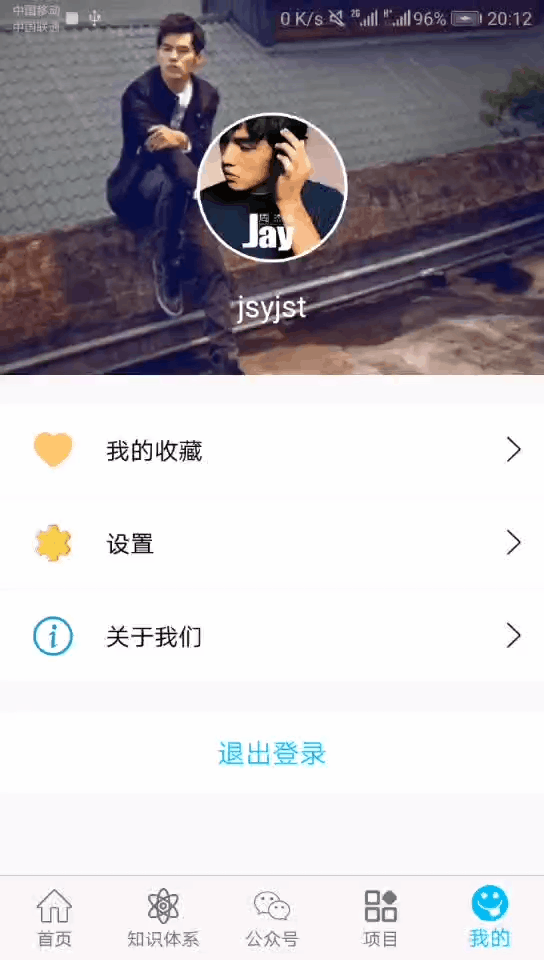 中国移动
中国联通
0 K/s 2G H+ 96% 20:12
周 杰
Jay
jsyjst
我的收藏
设置
关于我们
退出登录
首页 知识体系 公众号 项目 我的